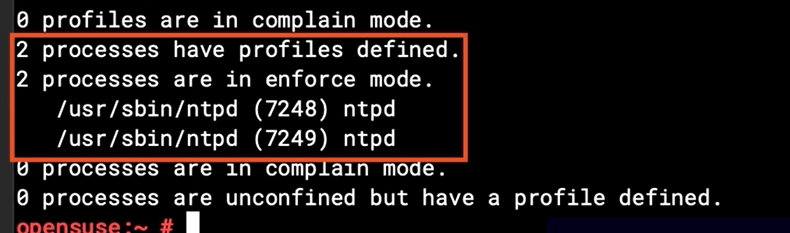 0 profiles are in complain mode.
2 processes have profiles defined.
2 processes are in enforce mode.
/usr/sbin/ntpd (7248) ntpd
/usr/sbin/ntpd (7249) ntpd
0 processes are in complain mode.
0 processes are unconfined but have a profile defined.
opensuse:~ #